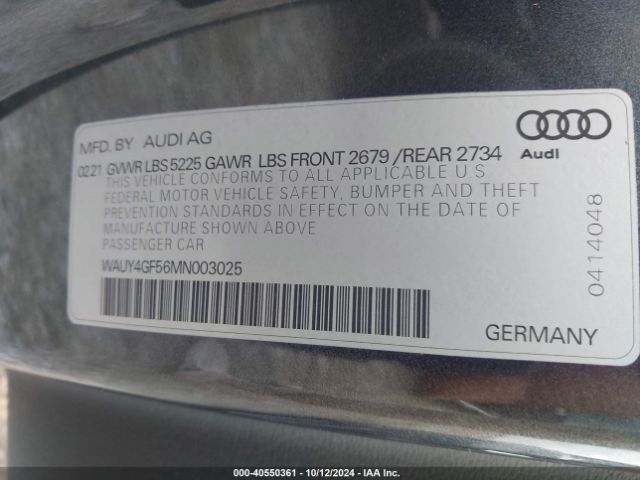 MFD. BY AUDI AG
02 21 GVWR LBS 5225 GAWR LBS FRONT 2679 /REAR 2734
THIS VEHICLE CONFORMS TO ALL APPLICABLE U.S.
FEDERAL MOTOR VEHICLE SAFETY, BUMPER AND THEFT
PREVENTION STANDARDS IN EFFECT ON THE DATE OF
MANUFACTURE SHOWN ABOVE
PASSENGER CAR
WAUY4GF56MN003025
Audi
0414048
GERMANY
000-40550361 - 10/12/2024 - IAA Inc.